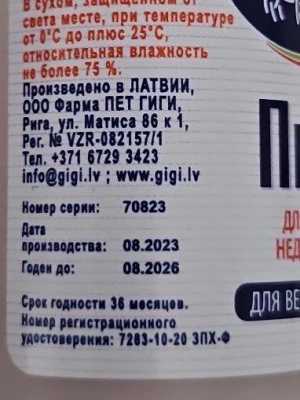 В сухом, защищенном от
света месте, при температуре
от 0°С до плюс 25°С,
относительная влажность
не более 75 %.
Произведено в ЛАТВИИ,
ООО Фарма ПЕТ ГИГИ,
Рига, ул. Матиса 86 к 1,
Рег. № VZR-082157/1
Тел. +371 6729 3423
info@gigi.lv ; www.gigi.lv
Номер серии: 70823
Дата
производства: 08.2023
Годен до: 08.2026
Срок годности 36 месяцев.
Номер регистрационного
удостоверения: 7283-10-20 ЗПХ-Ф
ДЛЯ